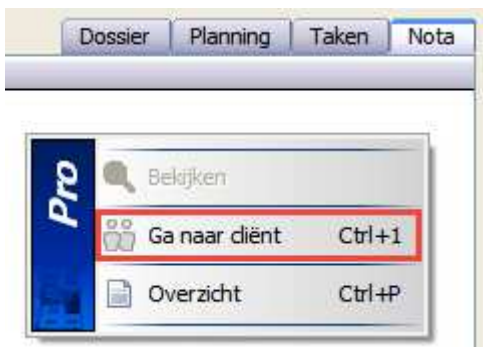 Dossier Planning Taken Nota
Pro
Bekijken
Ga naar cliënt Ctrl+1
Overzicht Ctrl+P